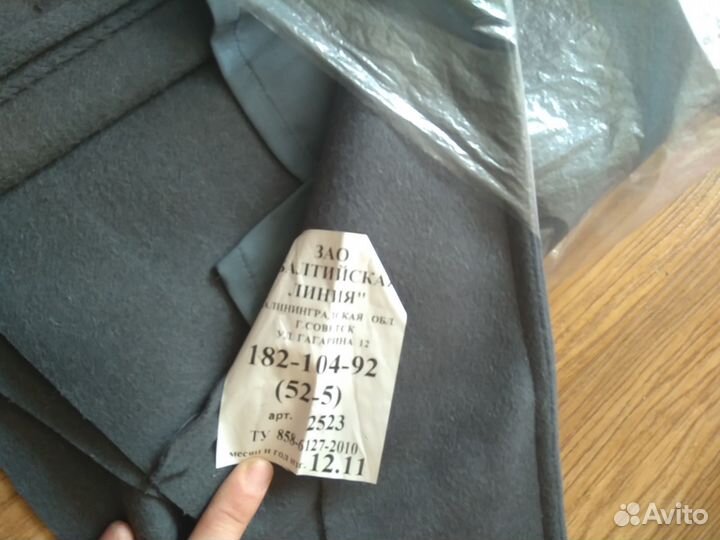 ЗАО
БАЛТИЙСКАЯ
ЛИНИЯ"
КАЛИНИНГРАДСКАЯ ОБЛ.
Г.СОВЕТСК
УЛ. ГАГАРИНА 12
182-104-92
(52-5)
арт. 2523
ТУ 858-6127-2010
месяц и год изг. 12.11
Avito